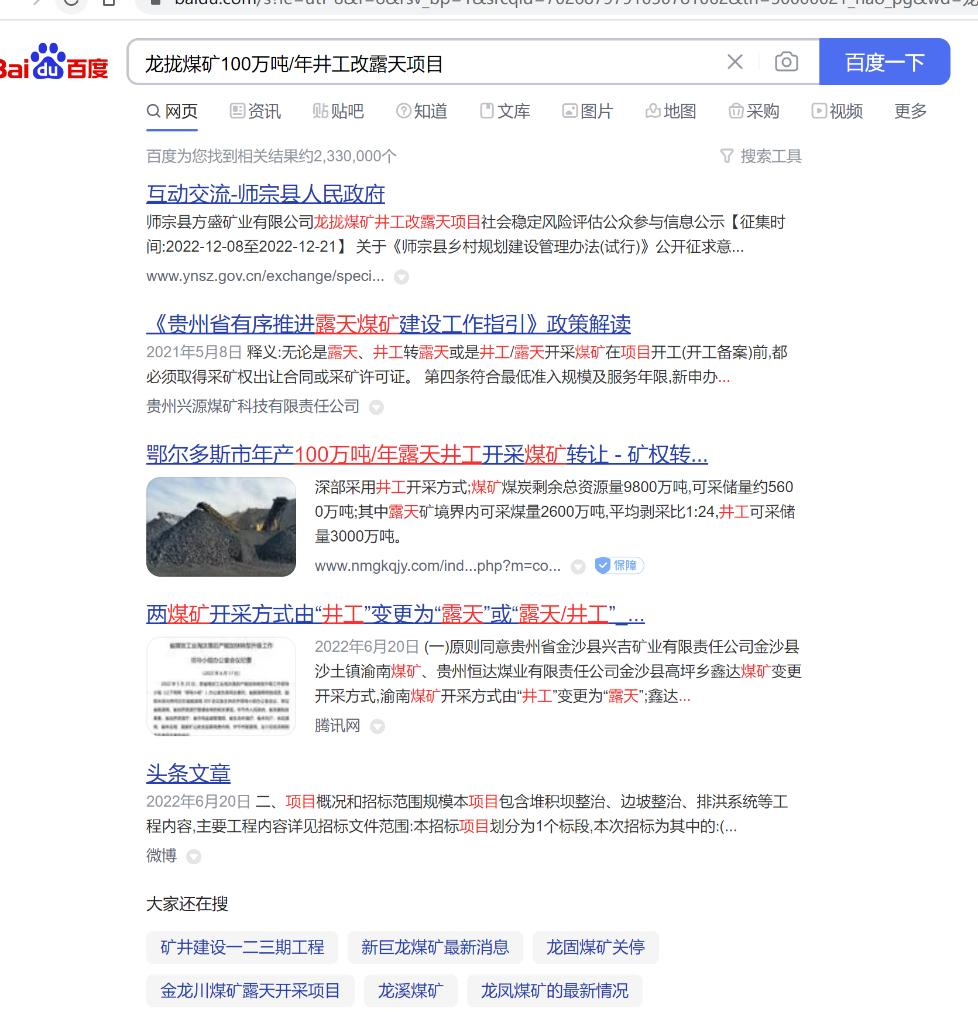 Bai du 百度
龙拢煤矿100万吨/年井工改露天项目
百度一下
网页 资讯 贴吧 知道 文库 图片 地图 采购 视频 更多
百度为您找到相关结果约2,330,000个 搜索工具
互动交流-师宗县人民政府
师宗县方盛矿业有限公司龙拢煤矿井工改露天项目社会稳定风险评估公众参与信息公示【征集时
间:2022-12-08至2022-12-21】 关于《师宗县乡村规划建设管理办法(试行)》公开征求意...
www.ynsz.gov.cn/exchange/speci...
《贵州省有序推进露天煤矿建设工作指引》政策解读
2021年5月8日 释义:无论是露天、井工转露天或是井工/露天开采煤矿在项目开工(开工备案)前,都
必须取得采矿权出让合同或采矿许可证。 第四条符合最低准入规模及服务年限,新申办...
贵州兴源煤矿科技有限责任公司
鄂尔多斯市年产100万吨/年露天井工开采煤矿转让 - 矿权转...
深部采用井工开采方式;煤矿煤炭剩余总资源量9800万吨,可采储量约560
0万吨;其中露天矿境界内可采煤量2600万吨,平均剥采比1:24,井工可采储
量3000万吨。
www.nmgkqjy.com/ind...php?m=co... 保障
两煤矿开采方式由“井工”变更为“露天”或“露天/井工”_...
2022年6月20日 (一)原则同意贵州省金沙县兴吉矿业有限责任公司金沙县
沙土镇渝南煤矿、贵州恒达煤业有限责任公司金沙县高坪乡鑫达煤矿变更
开采方式,渝南煤矿开采方式由“井工”变更为“露天”;鑫达...
腾讯网
头条文章
2022年6月20日 二、项目概况和招标范围规模本项目包含堆积坝整治、边坡整治、排洪系统等工
程内容,主要工程内容详见招标文件范围:本招标项目划分为1个标段,本次招标为其中的:(...
微博
大家还在搜
矿井建设一二三期工程 新巨龙煤矿最新消息 龙固煤矿关停
金龙川煤矿露天开采项目 龙溪煤矿 龙凤煤矿的最新情况